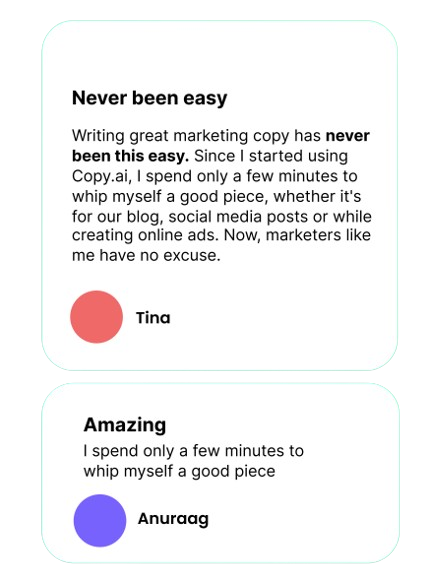 Never been easy
Writing great marketing copy has never
been this easy. Since I started using
Copy.ai, I spend only a few minutes to
whip myself a good piece, whether it's
for our blog, social media posts or while
creating online ads. Now, marketers like
me have no excuse.
Tina
Amazing
I spend only a few minutes to
whip myself a good piece
Anuraag